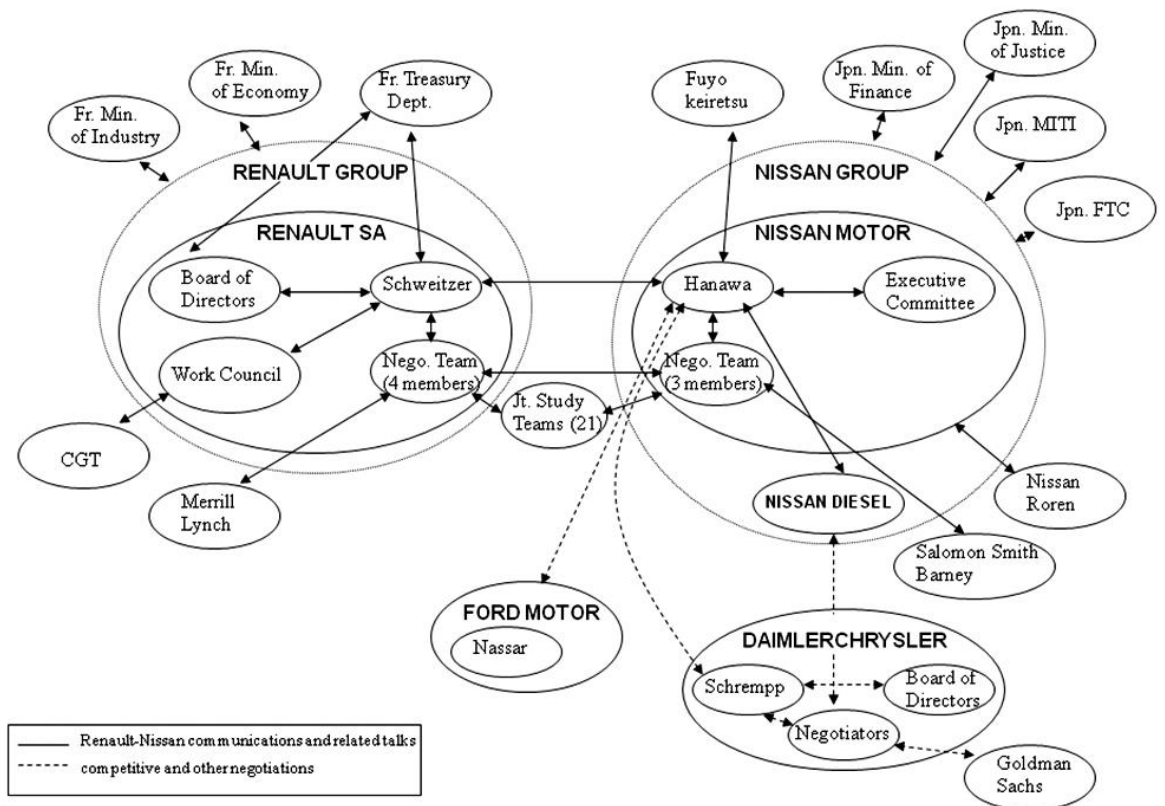 Fr. Min.
of Industry
Fr. Min.
of Economy
Fr. Treasury
Dept.
Fuyo
keiretsu
Jpn. Min. of
Finance
Jpn. Min.
of Justice
Jpn. MITI
Jpn. FTC
RENAULT GROUP
NISSAN GROUP
RENAULT SA
NISSAN MOTOR
Board of
Directors
Schweitzer
Hanawa
Executive
Committee
Work Council
Nego. Team
(4 members)
Nego. Team
(3 members)
Jt. Study
Teams (21)
CGT
Merrill
Lynch
NISSAN DIESEL
Nissan
Roren
Salomon Smith
Barney
FORD MOTOR
Nassar
DAIMLERCHRYSLER
Schrempp
Board of
Directors
Negotiators
Goldman
Sachs
Renault-Nissan communications and related talks
competitive and other negotiations